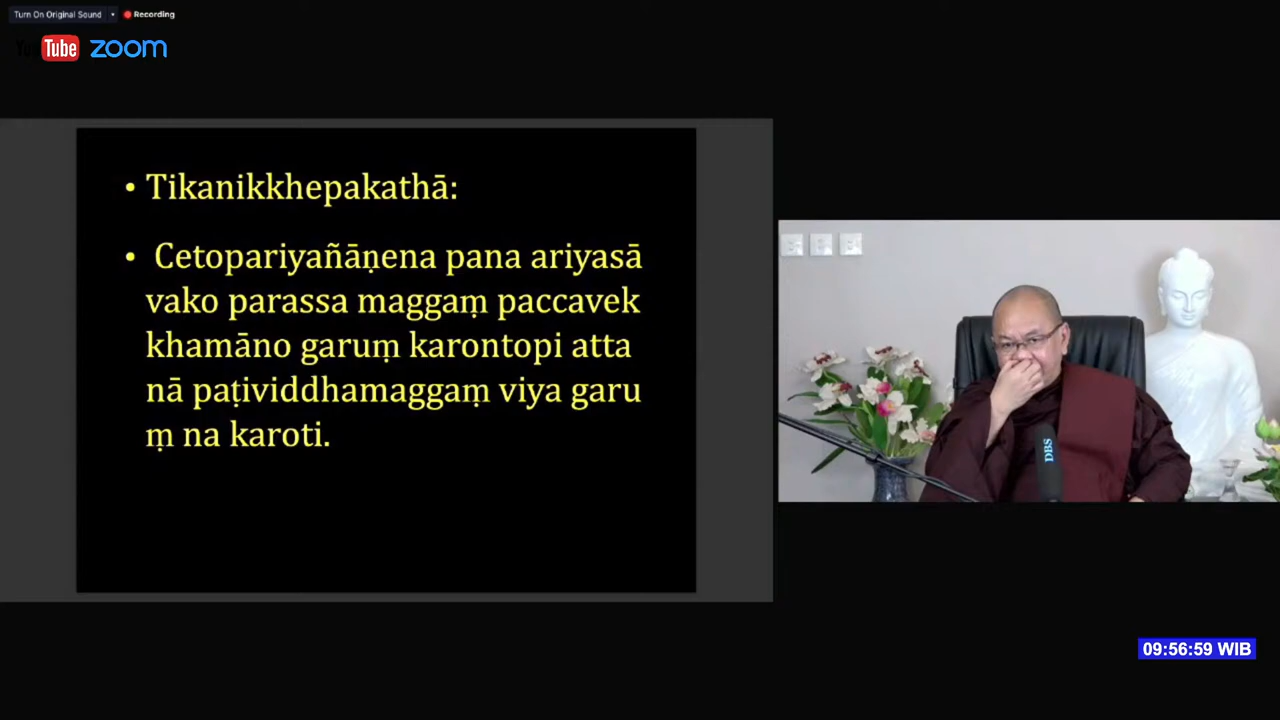 Turn On Original Sound
Recording
YouTube zoom
• Tikanikkhepakathā:
• Cetopariyañāṇena pana ariyasā
vako parassa maggaṃ paccavek
khamāno garuṃ karontopi atta
nā paṭividdhamaggaṃ viya garu
ṃ na karoti.
DBS
09:56:59 WIB